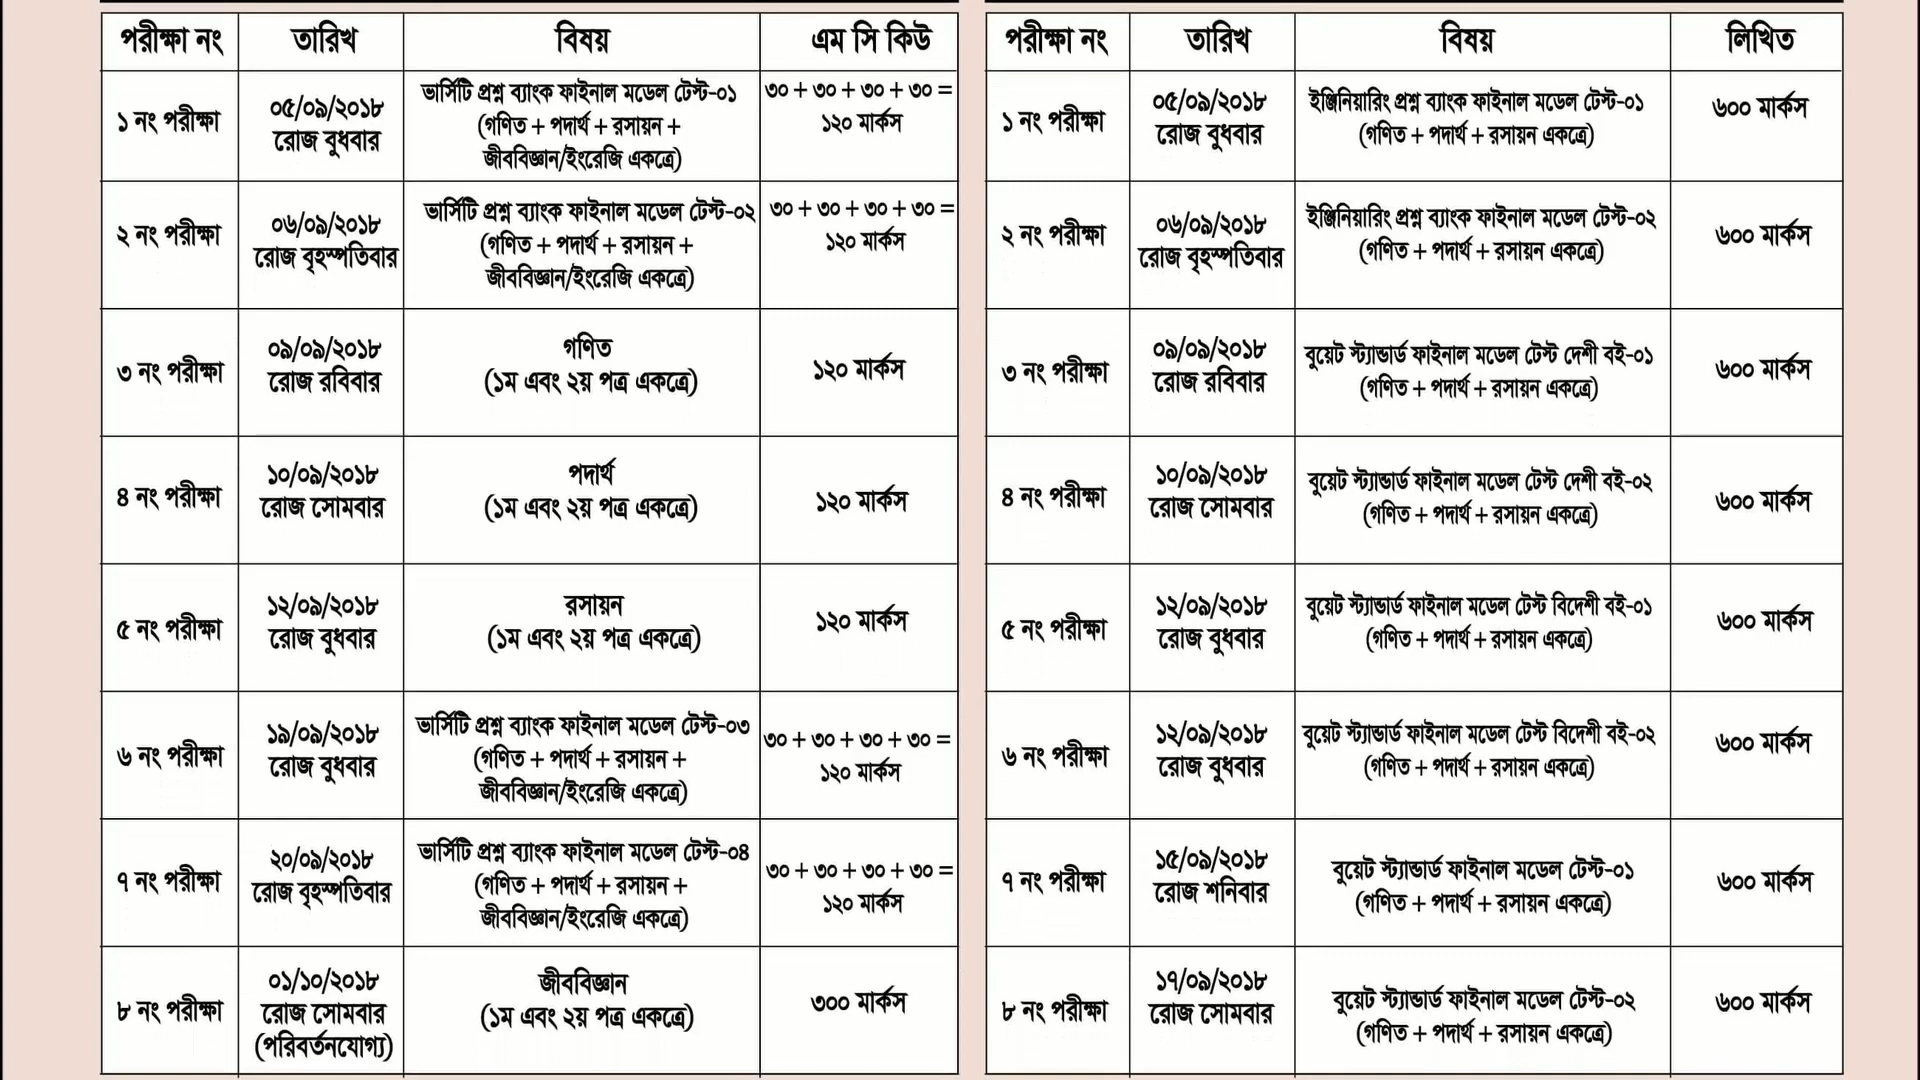 পরীক্ষা নং তারিখ বিষয় এম সি কিউ
১ নং পরীক্ষা
০৫/০৯/২০১৮
রোজ বুধবার
ভার্সিটি প্রশ্ন ব্যাংক ফাইনাল মডেল টেস্ট-০১
(গণিত + পদার্থ + রসায়ন +
জীববিজ্ঞান/ইংরেজি একত্রে)
৩০ + ৩০ + ৩০ + ৩০ =
১২০ মার্কস
২ নং পরীক্ষা
০৬/০৯/২০১৮
রোজ বৃহস্পতিবার
ভার্সিটি প্রশ্ন ব্যাংক ফাইনাল মডেল টেস্ট-০২
(গণিত + পদার্থ + রসায়ন +
জীববিজ্ঞান/ইংরেজি একত্রে)
৩০ + ৩০ + ৩০ + ৩০ =
১২০ মার্কস
৩ নং পরীক্ষা
০৯/০৯/২০১৮
রোজ রবিবার
গণিত
(১ম এবং ২য় পত্র একত্রে)
১২০ মার্কস
৪ নং পরীক্ষা
১০/০৯/২০১৮
রোজ সোমবার
পদার্থ
(১ম এবং ২য় পত্র একত্রে)
১২০ মার্কস
৫ নং পরীক্ষা
১২/০৯/২০১৮
রোজ বুধবার
রসায়ন
(১ম এবং ২য় পত্র একত্রে)
১২০ মার্কস
৬ নং পরীক্ষা
১৯/০৯/২০১৮
রোজ বুধবার
ভার্সিটি প্রশ্ন ব্যাংক ফাইনাল মডেল টেস্ট-০৩
(গণিত + পদার্থ + রসায়ন +
জীববিজ্ঞান/ইংরেজি একত্রে)
৩০ + ৩০ + ৩০ + ৩০ =
১২০ মার্কস
৭ নং পরীক্ষা
২০/০৯/২০১৮
রোজ বৃহস্পতিবার
ভার্সিটি প্রশ্ন ব্যাংক ফাইনাল মডেল টেস্ট-০৪
(গণিত + পদার্থ + রসায়ন +
জীববিজ্ঞান/ইংরেজি একত্রে)
৩০ + ৩০ + ৩০ + ৩০ =
১২০ মার্কস
৮ নং পরীক্ষা
০১/১০/২০১৮
রোজ সোমবার
(পরিবর্তনযোগ্য)
জীববিজ্ঞান
(১ম এবং ২য় পত্র একত্রে)
৩০০ মার্কস
পরীক্ষা নং তারিখ বিষয় লিখিত
১ নং পরীক্ষা
০৫/০৯/২০১৮
রোজ বুধবার
ইঞ্জিনিয়ারিং প্রশ্ন ব্যাংক ফাইনাল মডেল টেস্ট-০১
(গণিত + পদার্থ + রসায়ন একত্রে)
৬০০ মার্কস
২ নং পরীক্ষা
০৬/০৯/২০১৮
রোজ বৃহস্পতিবার
ইঞ্জিনিয়ারিং প্রশ্ন ব্যাংক ফাইনাল মডেল টেস্ট-০২
(গণিত + পদার্থ + রসায়ন একত্রে)
৬০০ মার্কস
৩ নং পরীক্ষা
০৯/০৯/২০১৮
রোজ রবিবার
বুয়েট স্ট্যান্ডার্ড ফাইনাল মডেল টেস্ট দেশী বই-০১
(গণিত + পদার্থ + রসায়ন একত্রে)
৬০০ মার্কস
৪ নং পরীক্ষা
১০/০৯/২০১৮
রোজ সোমবার
বুয়েট স্ট্যান্ডার্ড ফাইনাল মডেল টেস্ট দেশী বই-০২
(গণিত + পদার্থ + রসায়ন একত্রে)
৬০০ মার্কস
৫ নং পরীক্ষা
১২/০৯/২০১৮
রোজ বুধবার
বুয়েট স্ট্যান্ডার্ড ফাইনাল মডেল টেস্ট বিদেশী বই-০১
(গণিত + পদার্থ + রসায়ন একত্রে)
৬০০ মার্কস
৬ নং পরীক্ষা
১২/০৯/২০১৮
রোজ বুধবার
বুয়েট স্ট্যান্ডার্ড ফাইনাল মডেল টেস্ট বিদেশী বই-০২
(গণিত + পদার্থ + রসায়ন একত্রে)
৬০০ মার্কস
৭ নং পরীক্ষা
১৫/০৯/২০১৮
রোজ শনিবার
বুয়েট স্ট্যান্ডার্ড ফাইনাল মডেল টেস্ট-০১
(গণিত + পদার্থ + রসায়ন একত্রে)
৬০০ মার্কস
৮ নং পরীক্ষা
১৭/০৯/২০১৮
রোজ সোমবার
বুয়েট স্ট্যান্ডার্ড ফাইনাল মডেল টেস্ট-০২
(গণিত + পদার্থ + রসায়ন একত্রে)
৬০০ মার্কস